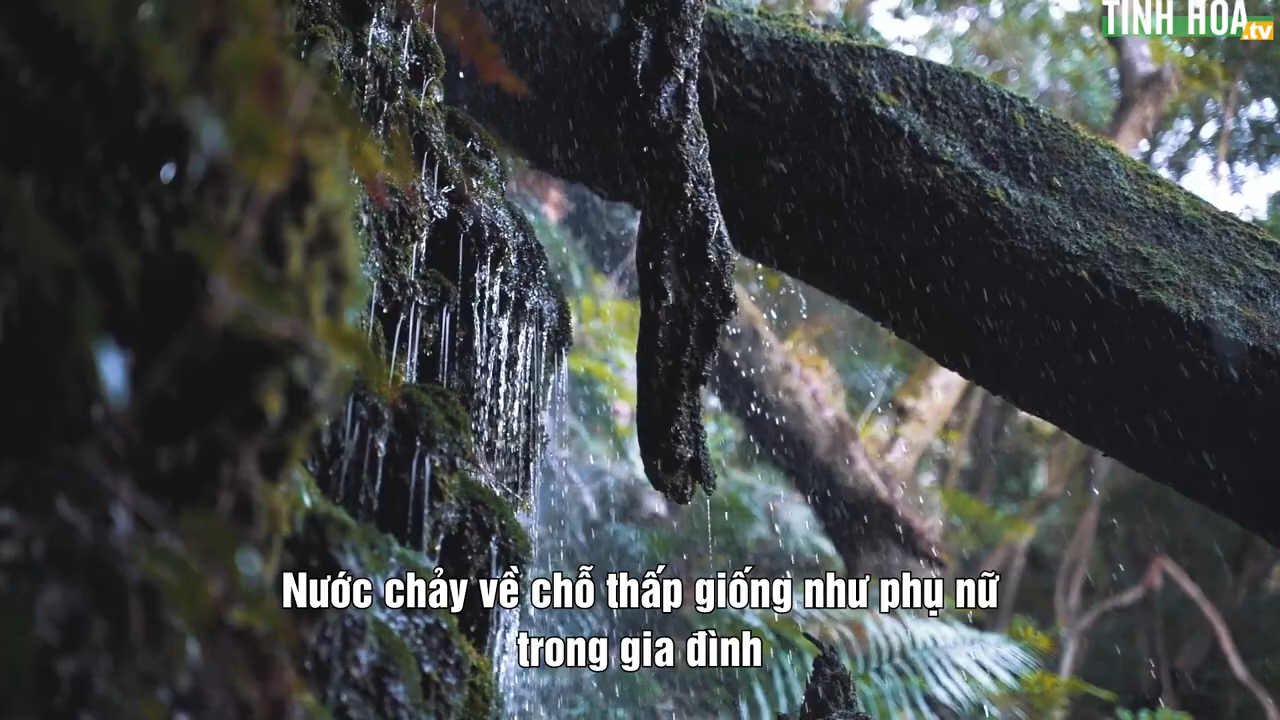 TINH HOA
.tv
Nước chảy về chỗ thấp giống như phụ nữ
trong gia đình